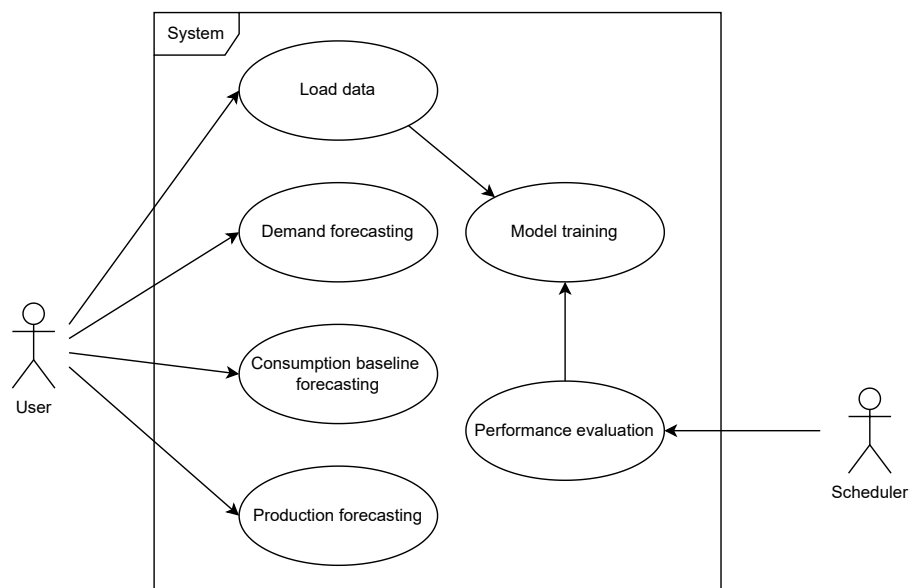 System
Load data
Demand forecasting
Model training
Consumption baseline
forecasting
User
Performance evaluation
Scheduler
Production forecasting